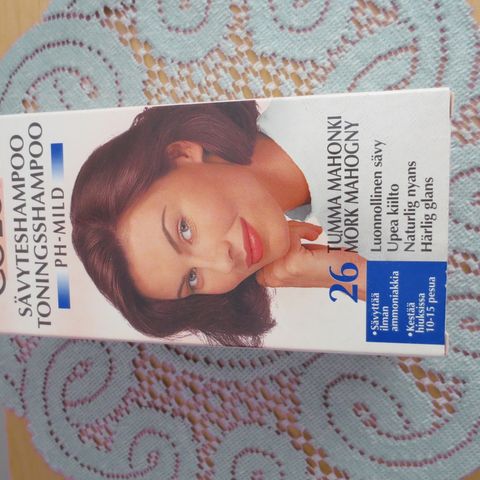 SÄVYTESHAMPOO
TONINGSSHAMPOO
PH-MILD
26
TUMMA MAHONKI
MÖRK MAHOGNY
Luonnollinen sävy
Upea kiilto
Naturlig nyans
Härlig glans
•Sävyttää
ilman
ammoniakkia
•Kestää
hiuksissa
10-15 pesua